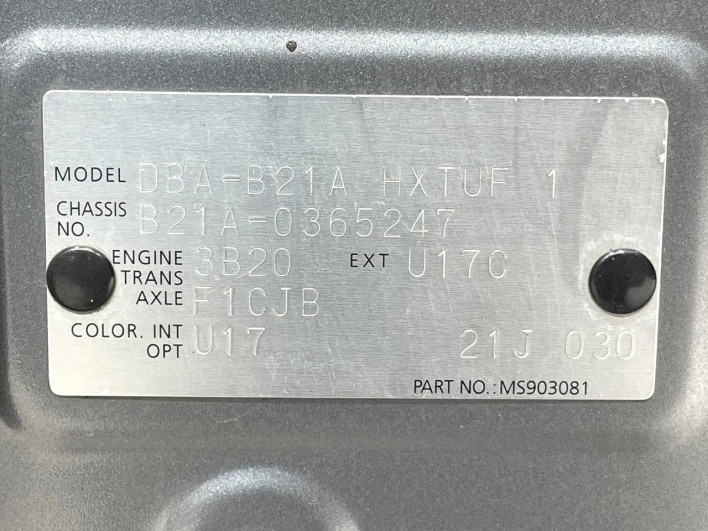 MODEL DBA-B21A HXTUF 1
CHASSIS NO. B21A-0365247
ENGINE 3B20 EXT U17C
TRANS AXLE F1CJB
COLOR. INT OPT U17 21J 030
PART NO.:MS903081